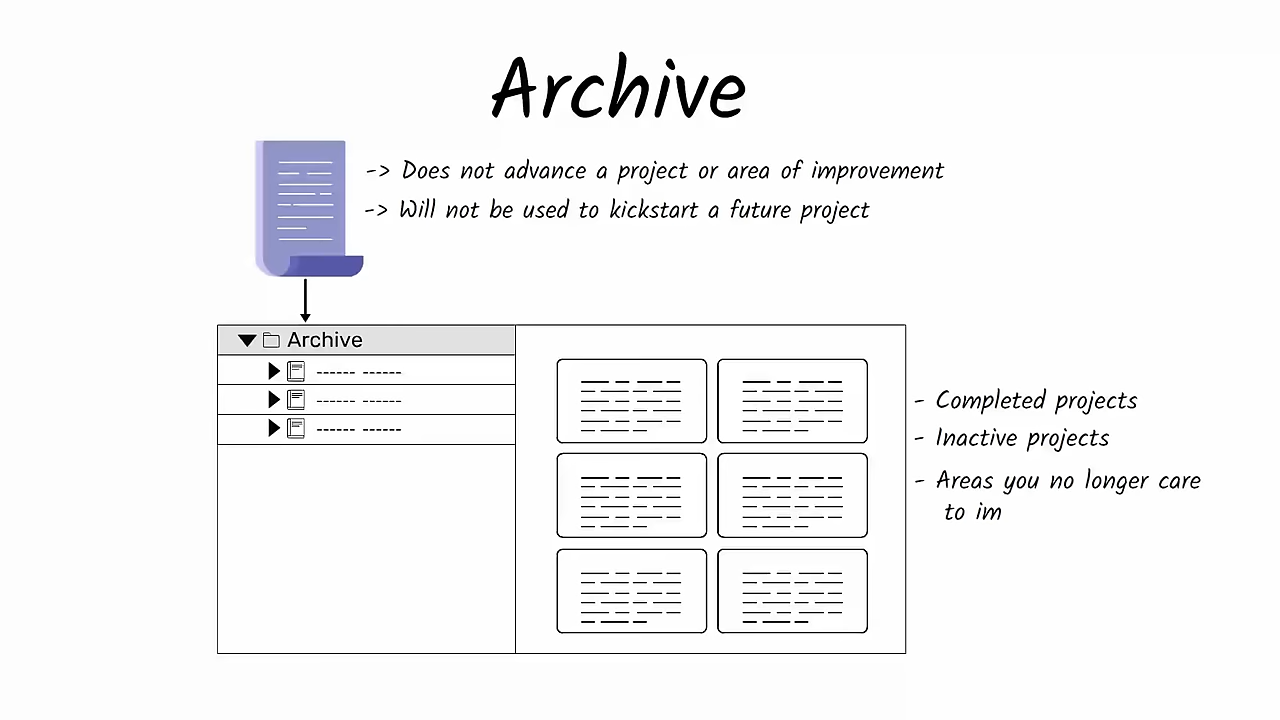 Archive
-> Does not advance a project or area of improvement
-> Will not be used to kickstart a future project
Archive
------ ------
------ ------
------ ------
- Completed projects
- Inactive projects
- Areas you no longer care
to im